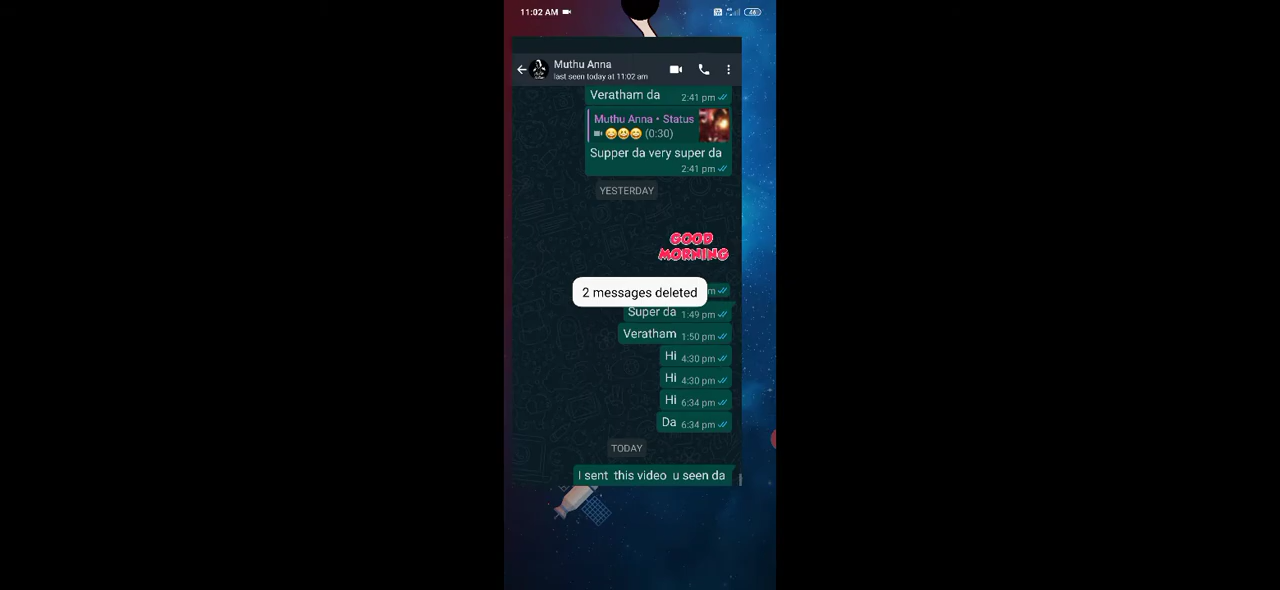 11:02 AM
46
Muthu Anna
last seen today at 11:02 am
Veratham da
2:41 pm
Muthu Anna • Status
😄😄😄 (0:30)
Supper da very super da
2:41 pm
YESTERDAY
GOOD
MORNING
2 messages deleted
Super da 1:49 pm
Veratham 1:50 pm
Hi 4:30 pm
Hi 4:30 pm
Hi 6:34 pm
Da 6:34 pm
TODAY
I sent this video u seen da